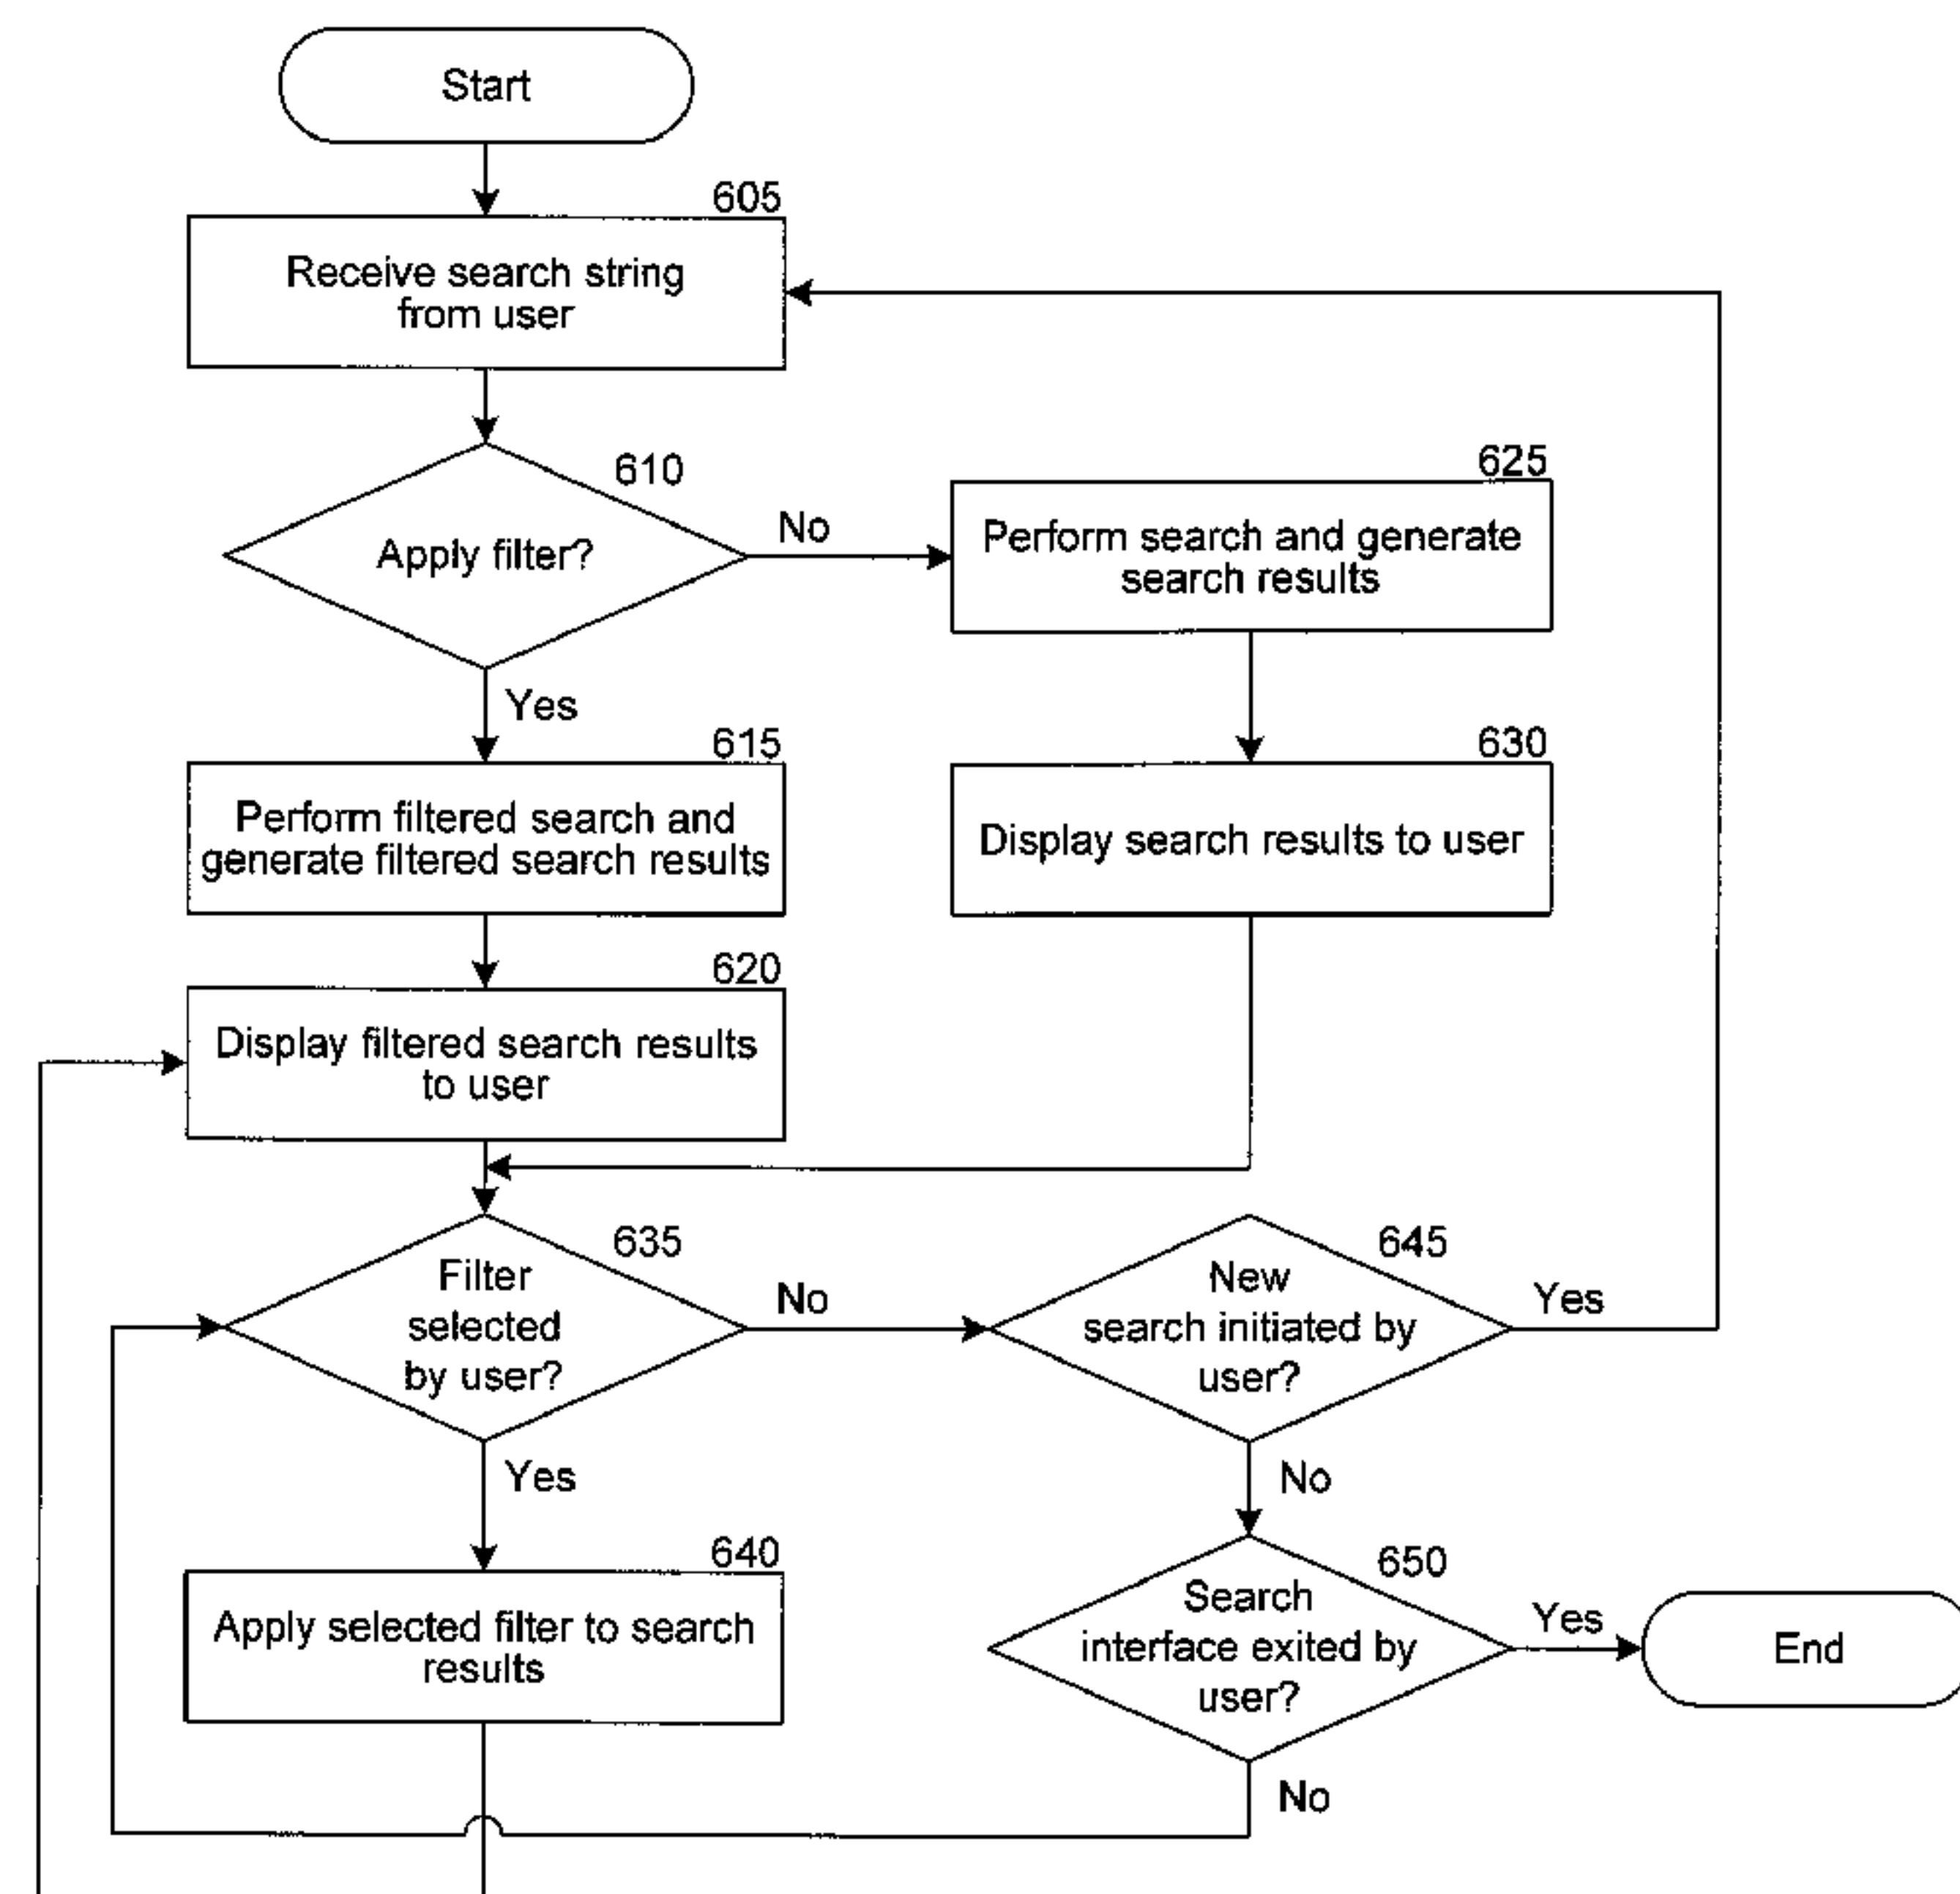 Start
605
Receive search string
from user
610
Apply filter?
No
625
Perform search and generate
search results
Yes
615
Perform filtered search and
generate filtered search results
630
Display search results to user
620
Display filtered search results
to user
635
Filter
selected
by user?
No
645
New
search initiated by
user?
Yes
Yes
No
640
Apply selected filter to search
results
650
Search
interface exited by
user?
Yes
End
No